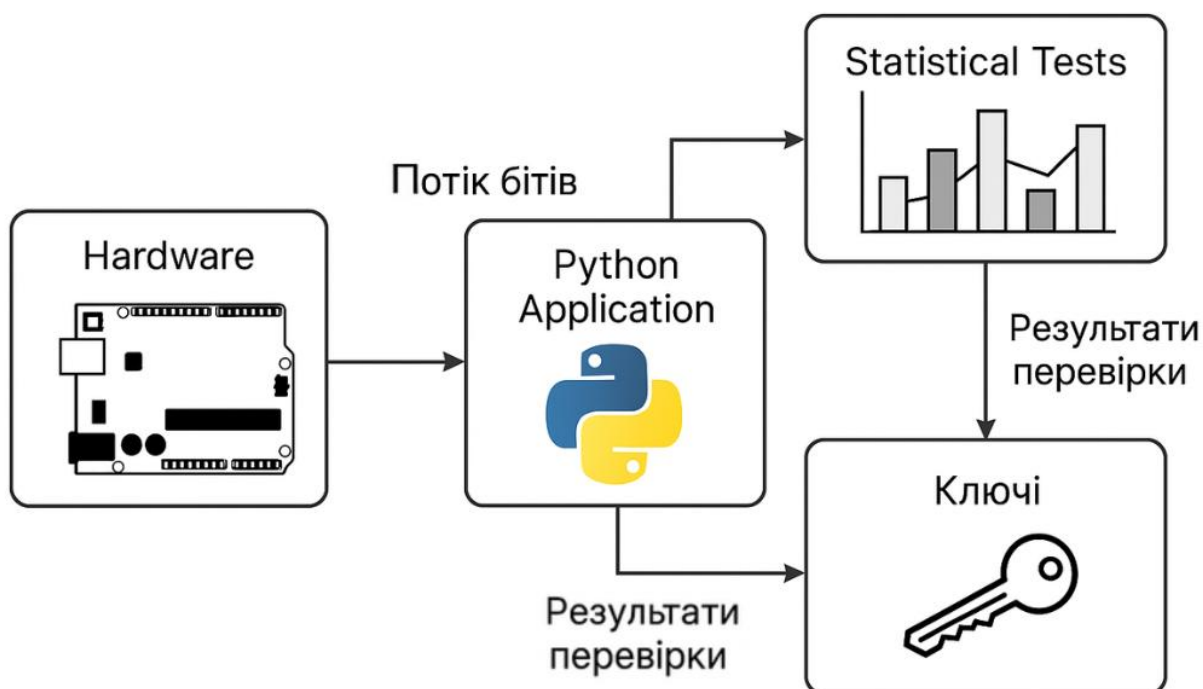 Statistical Tests
Потік бітів
Hardware
Python
Application
Результати
перевірки
Ключі
Результати
перевірки